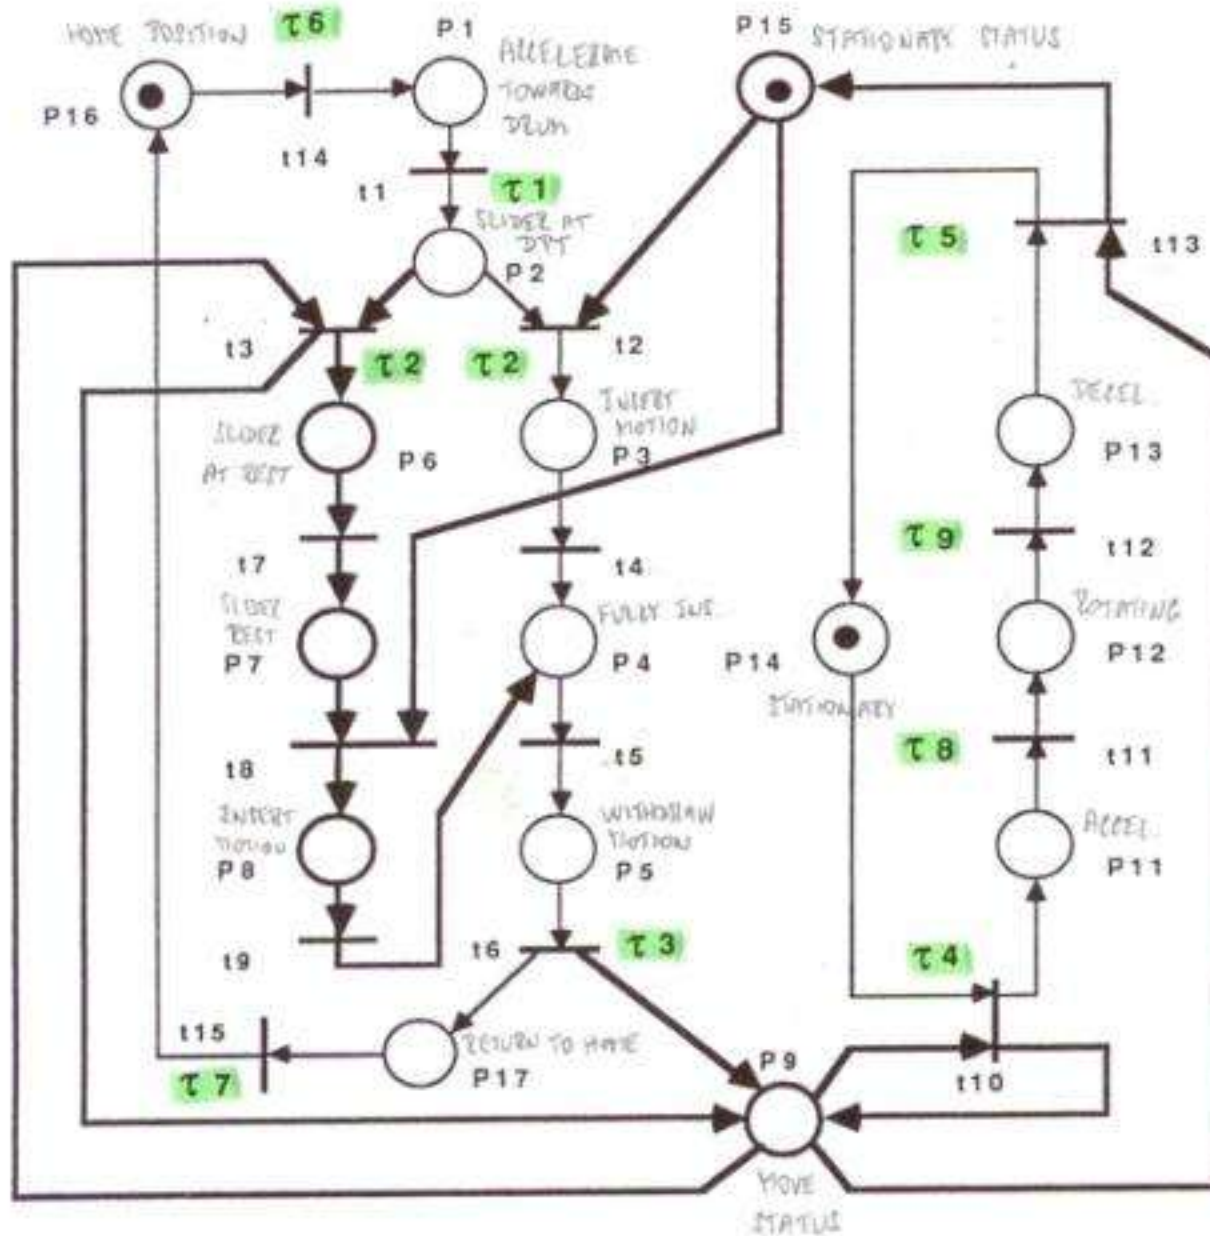 HOME POSITION
τ6
P1
P15
STATIONARY STATUS
ACCELERATE
TOWARDS
DRUM
P16
t14
t1
τ1
SLIDER AT
DPT
P2
τ5
t13
t3
τ2
τ2
t2
SLIDER
AT REST
P6
INSERT
MOTION
P3
DECEL.
P13
t7
t4
τ9
t12
SLIDER
REST
P7
FULLY INS.
P4
P14
STATIONARY
ROTATING
P12
t8
t5
τ8
t11
INSERT
MOTION
P8
WITHDRAW
MOTION
P5
ACCEL.
P11
t9
t6
τ3
τ4
t15
τ7
RETURN TO HOME
P17
P9
t10
MOVE
STATUS